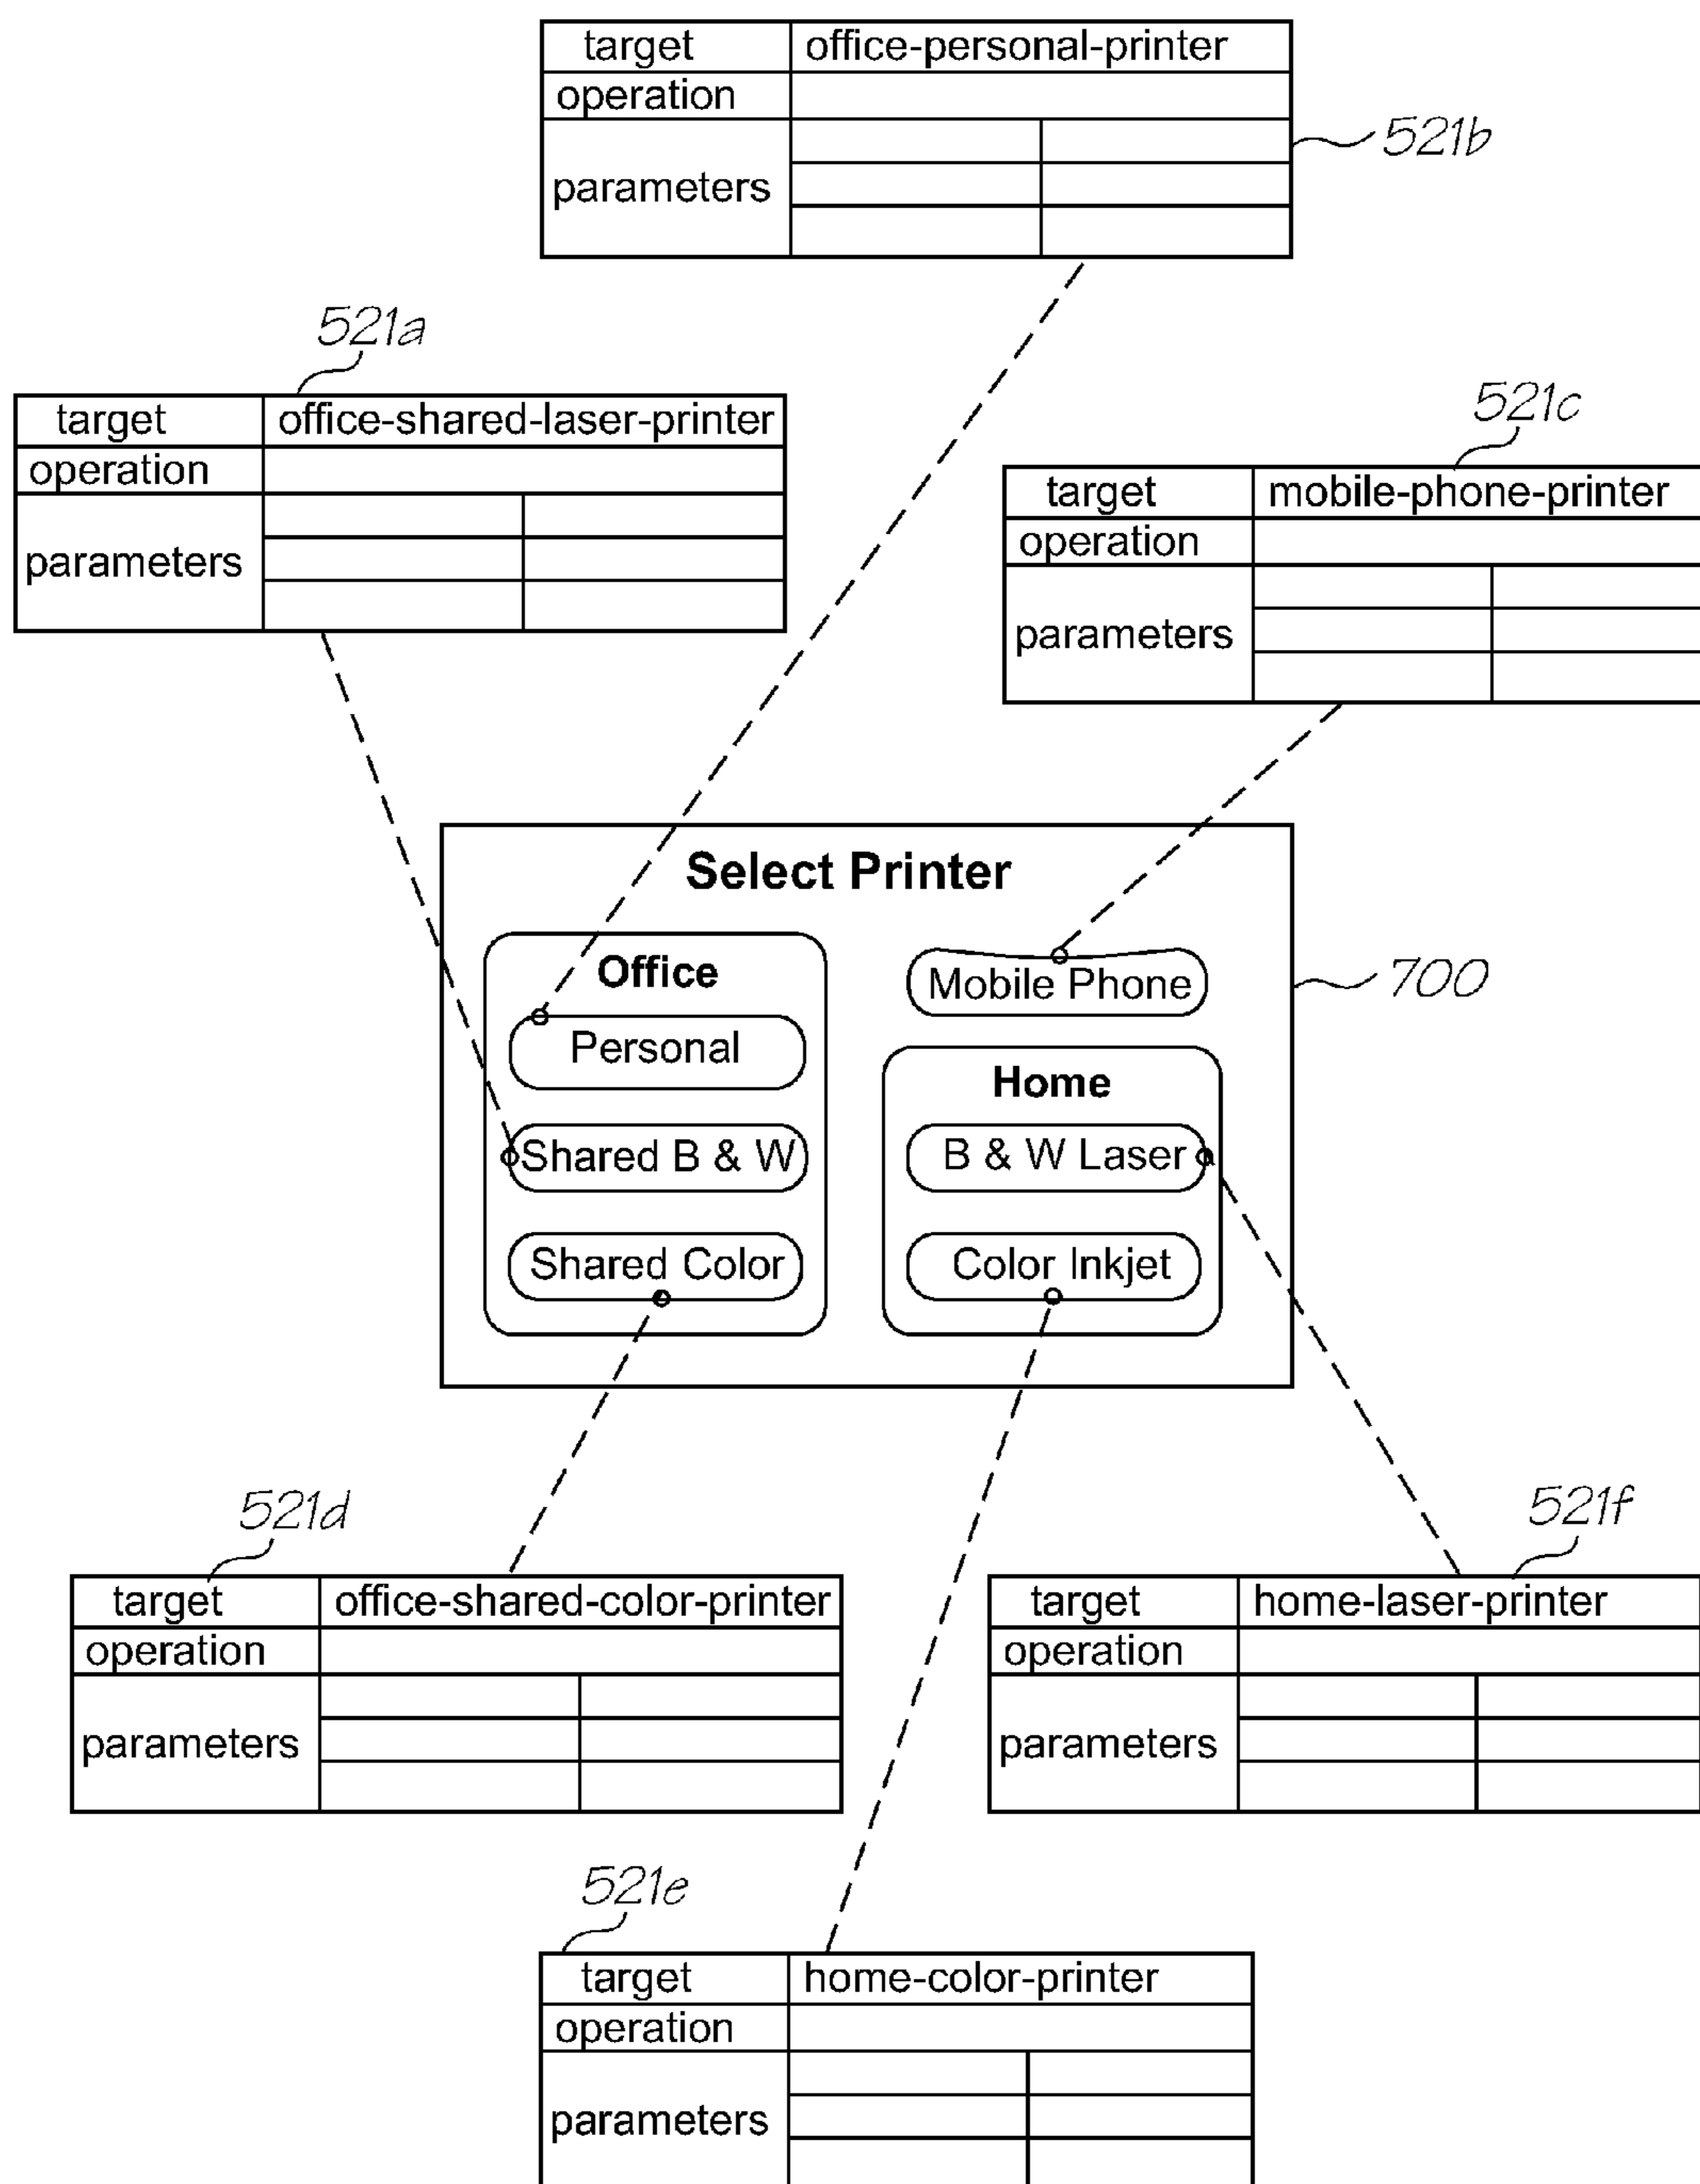 target office-personal-printer
operation
parameters
521b
521a
target office-shared-laser-printer
operation
parameters
521c
target mobile-phone-printer
operation
parameters
Select Printer
Office
Personal
Shared B & W
Shared Color
Mobile Phone
Home
B & W Laser
Color Inkjet
700
521d
target office-shared-color-printer
operation
parameters
521f
target home-laser-printer
operation
parameters
521e
target home-color-printer
operation
parameters